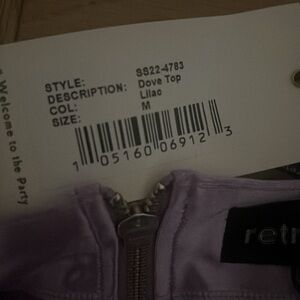 STYLE: SS22-4783
DESCRIPTION: Dove Top
COL: Lilac
SIZE: M
1 05160 06912 3
Welcome to the Party
retr